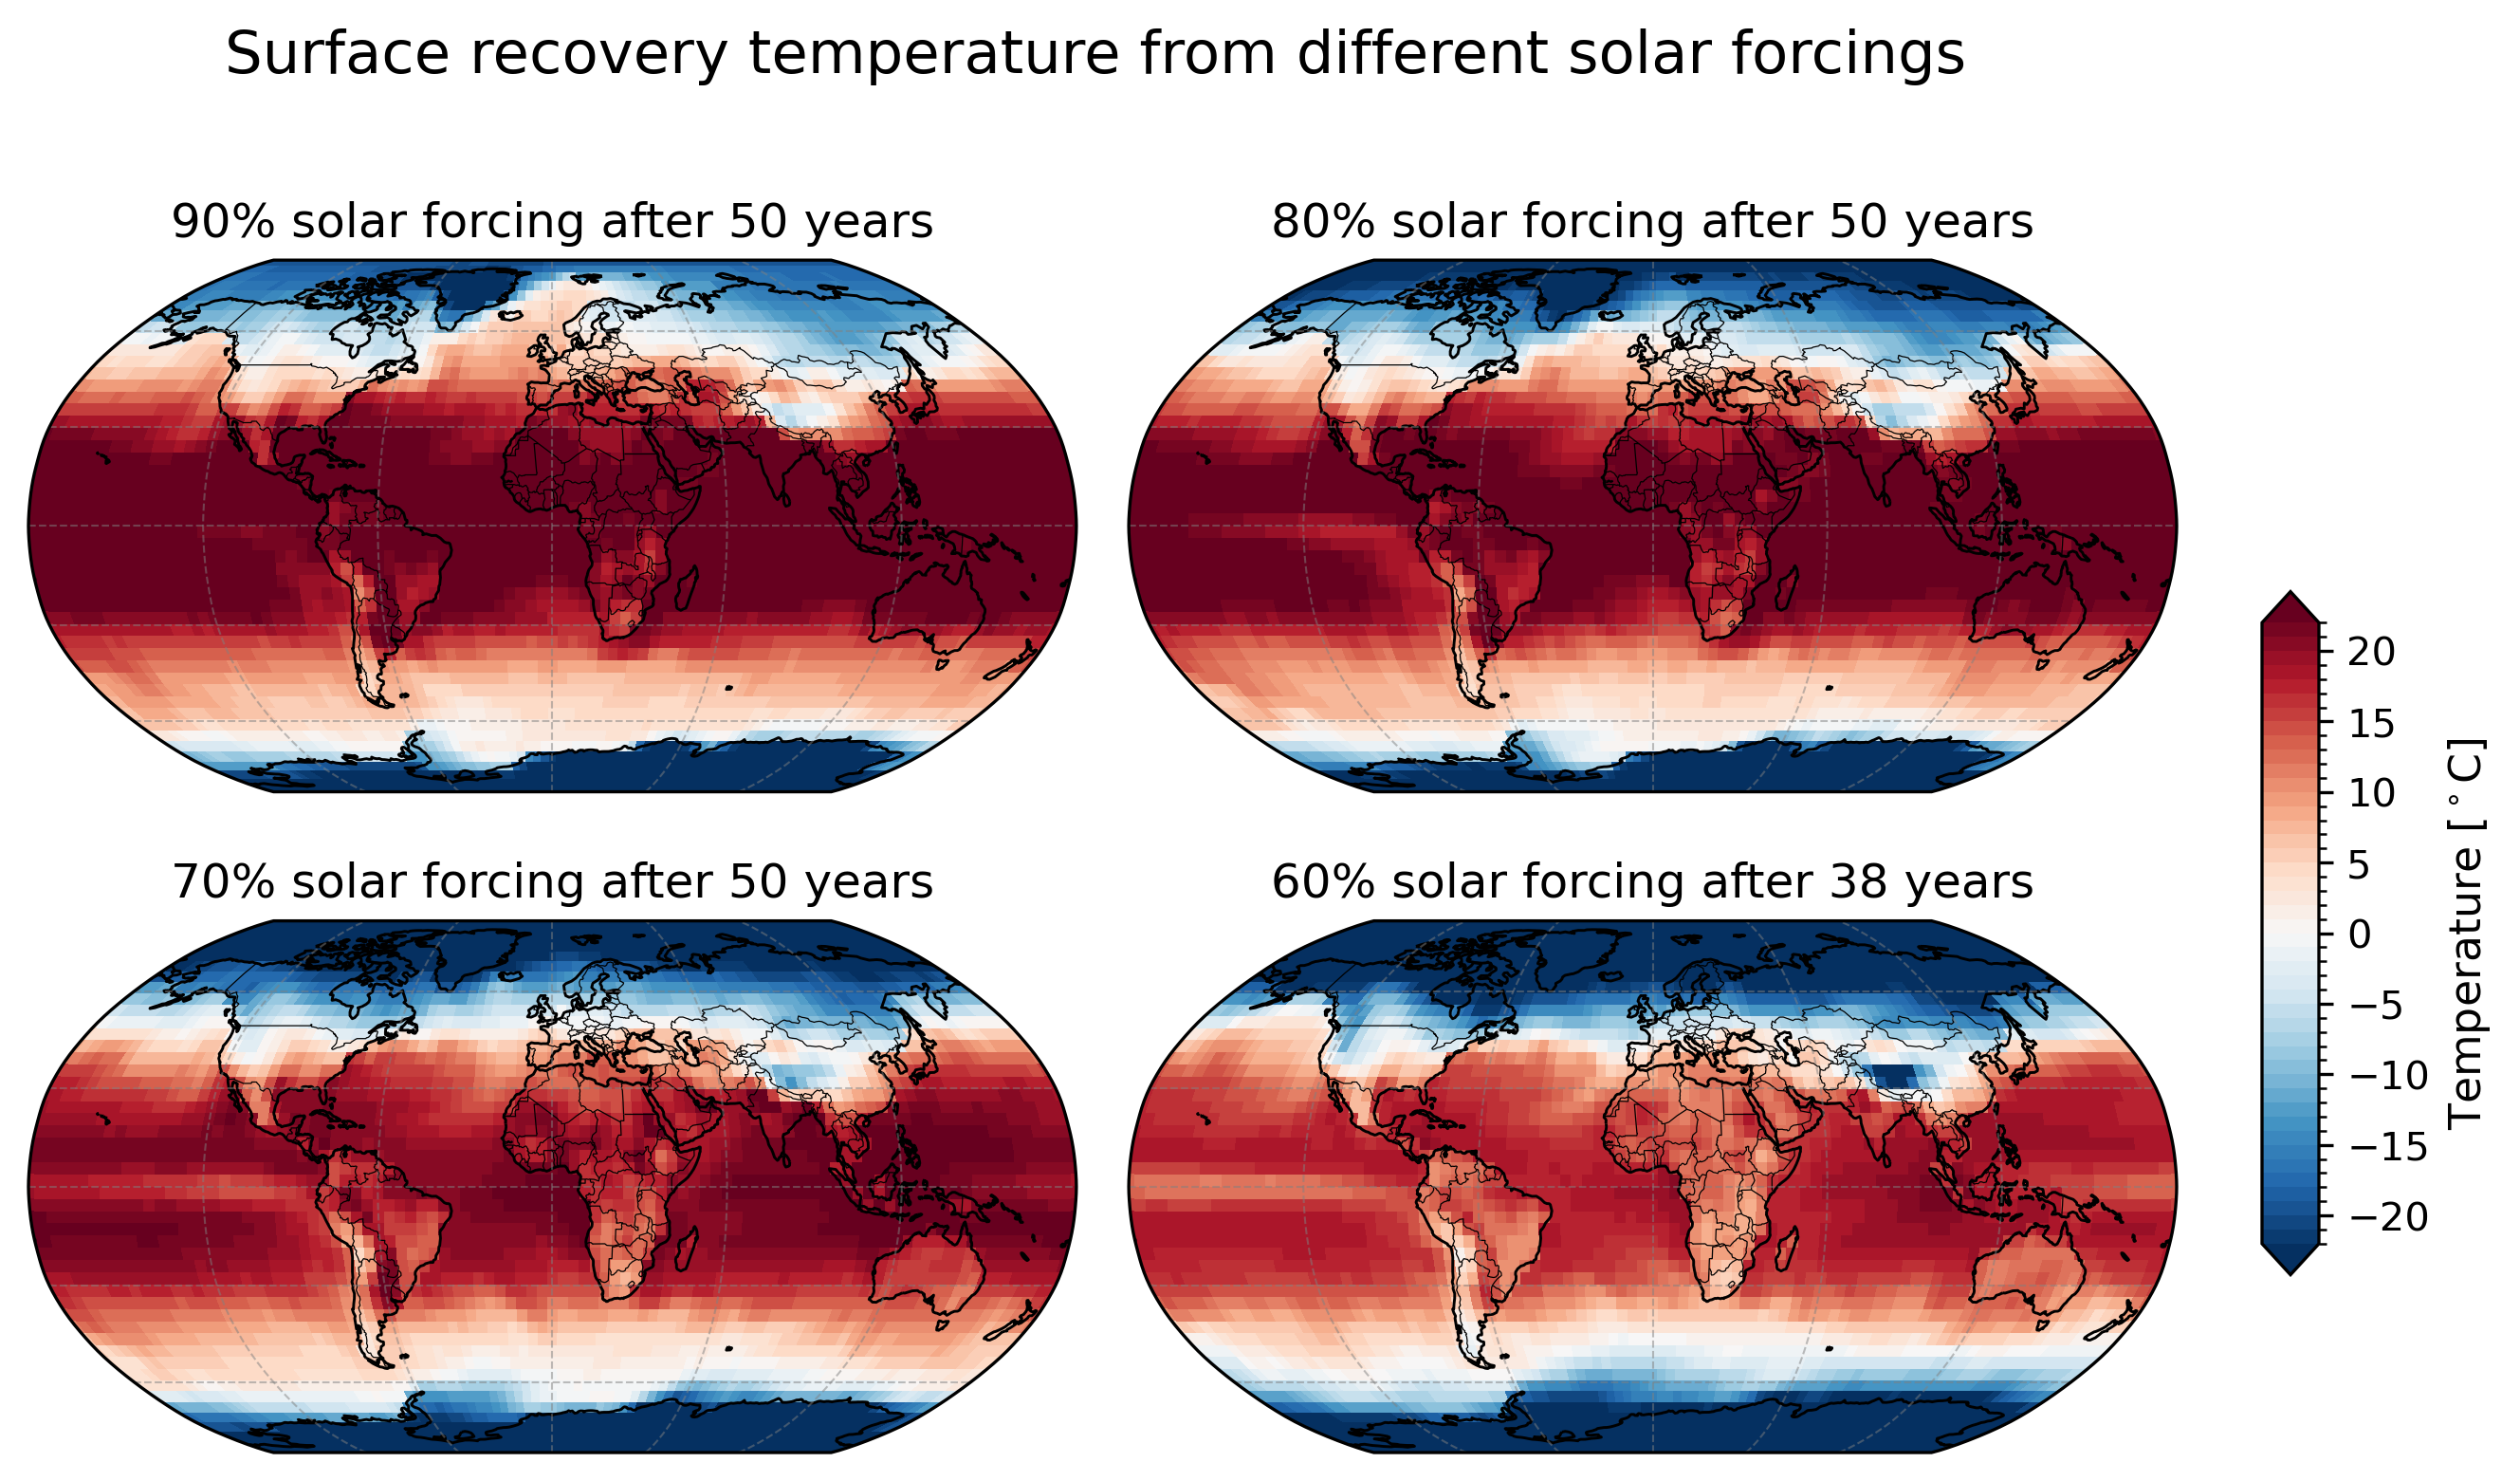 Surface recovery temperature from different solar forcings
90% solar forcing after 50 years
80% solar forcing after 50 years
70% solar forcing after 50 years
60% solar forcing after 38 years
20
15
10
5
0
−5
−10
−15
−20
Temperature [°C]